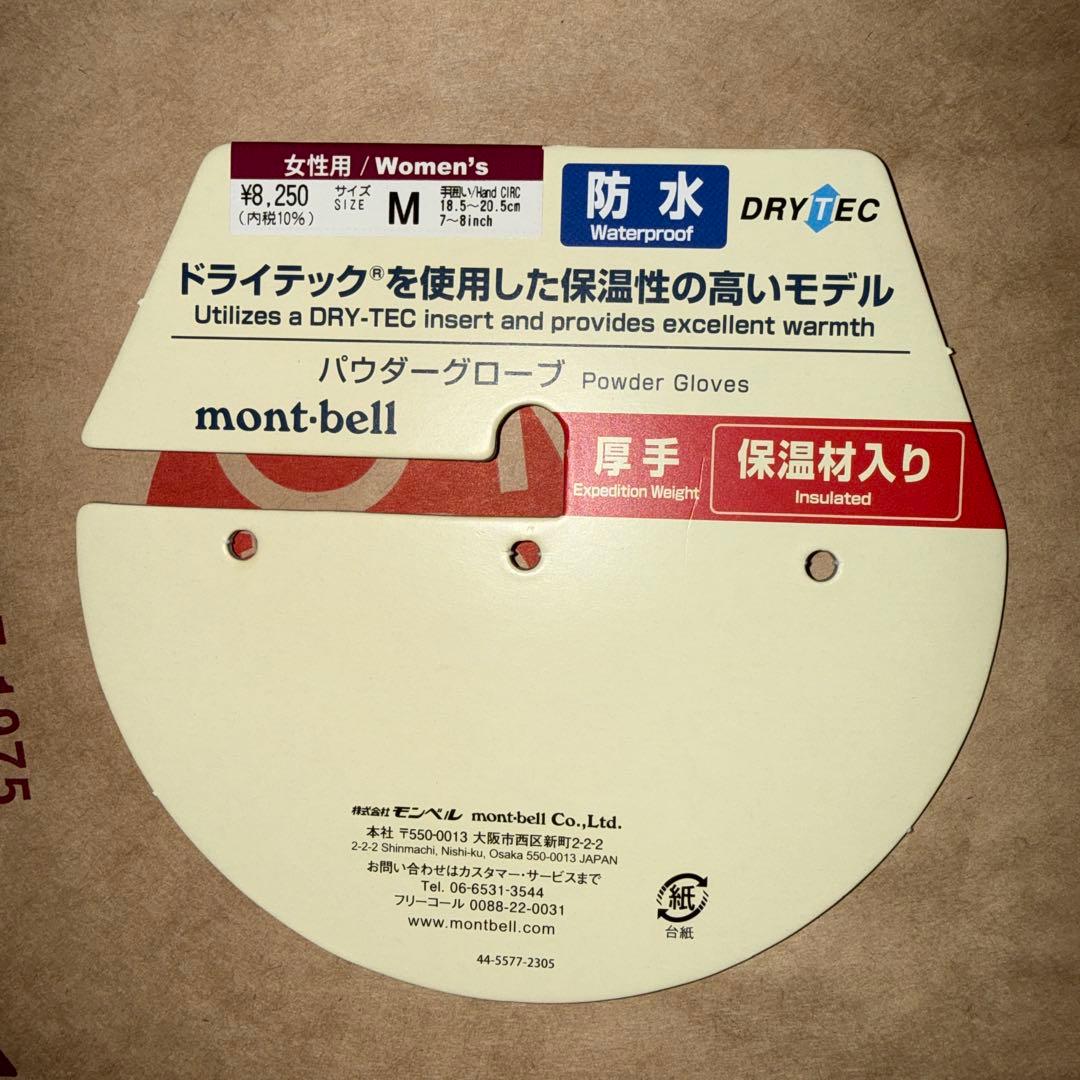 女性用 / Women's
¥8,250
(内税10%)
サイズ
SIZE
M
手囲い/Hand CIRC
18.5～20.5cm
7～8inch
防水
Waterproof
DRYTEC
ドライテック®を使用した保温性の高いモデル
Utilizes a DRY-TEC insert and provides excellent warmth
パウダーグローブ Powder Gloves
mont-bell
厚手
Expedition Weight
保温材入り
Insulated
株式会社モンベル mont-bell Co.,Ltd.
本社 〒550-0013 大阪市西区新町2-2-2
2-2-2 Shinmachi, Nishi-ku, Osaka 550-0013 JAPAN
お問い合わせはカスタマー・サービスまで
Tel. 06-6531-3544
フリーコール 0088-22-0031
www.montbell.com
44-5577-2305
紙
台紙